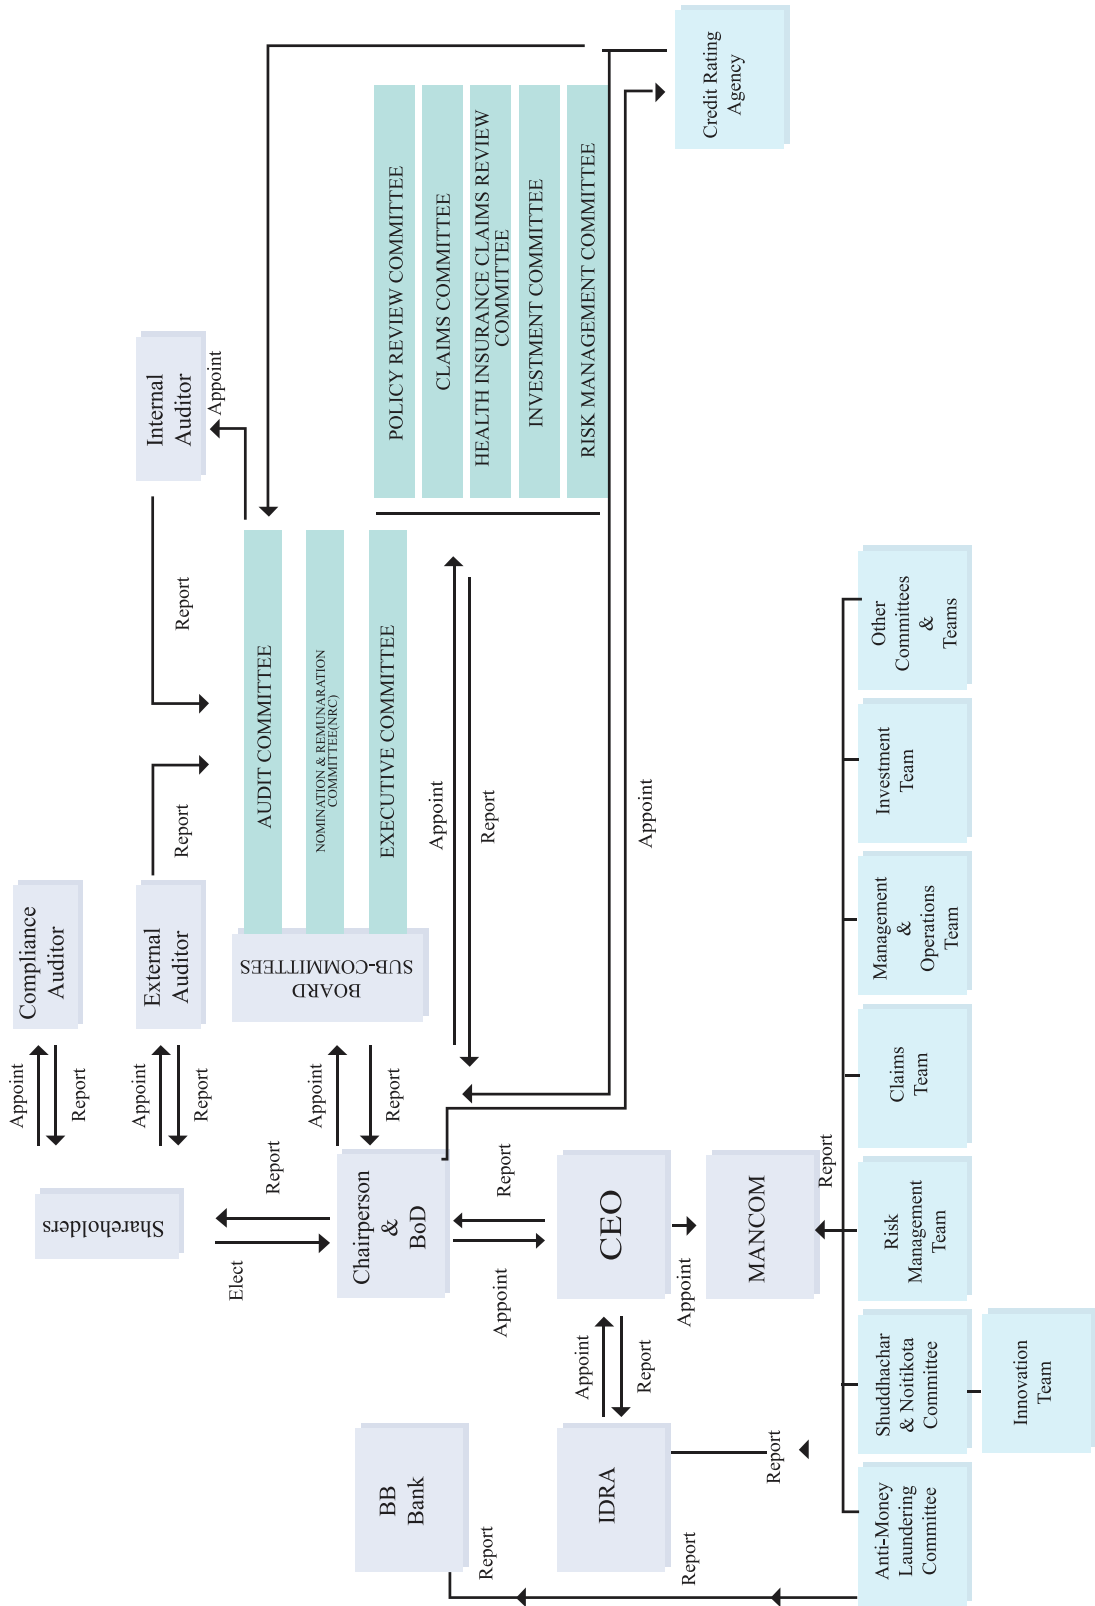 Shareholders
Appoint
Report
Compliance
Auditor
Appoint
Report
External
Auditor
Report
Report
Internal
Auditor
Appoint
Elect
Report
Chairperson
&
BoD
Appoint
Report
BOARD
SUB-COMMITTEES
AUDIT COMMITTEE
NOMINATION & REMUNARATION
COMMITTEE(NRC)
EXECUTIVE COMMITTEE
Appoint
Report
POLICY REVIEW COMMITTEE
CLAIMS COMMITTEE
HEALTH INSURANCE CLAIMS REVIEW
COMMITTEE
INVESTMENT COMMITTEE
RISK MANAGEMENT COMMITTEE
Appoint
Credit Rating
Agency
BB
Bank
Report
Appoint
Report
CEO
IDRA
Appoint
Report
Appoint
MANCOM
Report
Report
Report
Anti-Money
Laundering
Committee
Shuddhachar
& Noitikota
Committee
Risk
Management
Team
Claims
Team
Management
&
Operations
Team
Investment
Team
Other
Committees
&
Teams
Innovation
Team